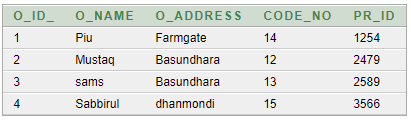 O_ID_ O_NAME O_ADDRESS CODE_NO PR_ID
1 Piu Farmgate 14 1254
2 Mustaq Basundhara 12 2479
3 sams Basundhara 13 2589
4 Sabbirul dhanmondi 15 3566